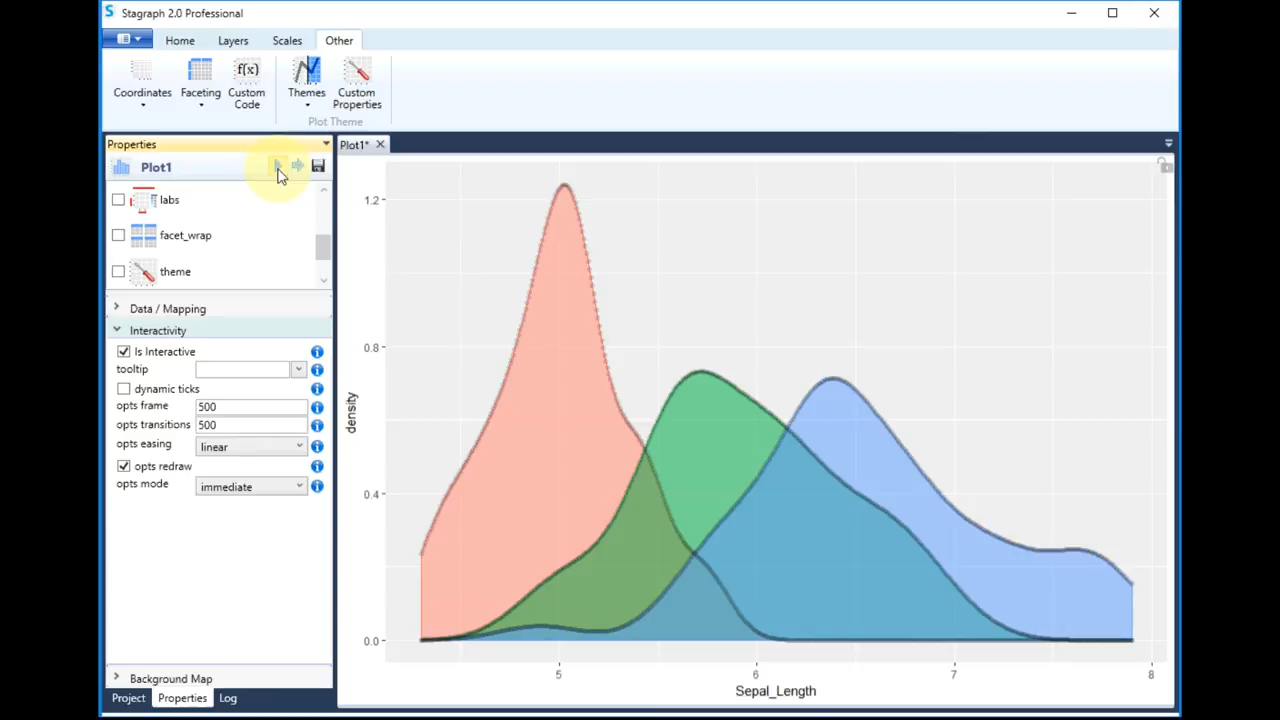 S Stagraph 2.0 Professional
Home Layers Scales Other
Coordinates Faceting Custom Code Themes Custom Properties
f(x)
Plot Theme
Properties
Plot1* 
Plot1
labs
facet_wrap
theme
Data / Mapping
Interactivity
Is Interactive
tooltip
dynamic ticks
opts frame 500
opts transitions 500
opts easing linear
opts redraw
opts mode immediate
Background Map
Project Properties Log
1.2
0.8
0.4
0.0
density
5 6 7 8
Sepal_Length